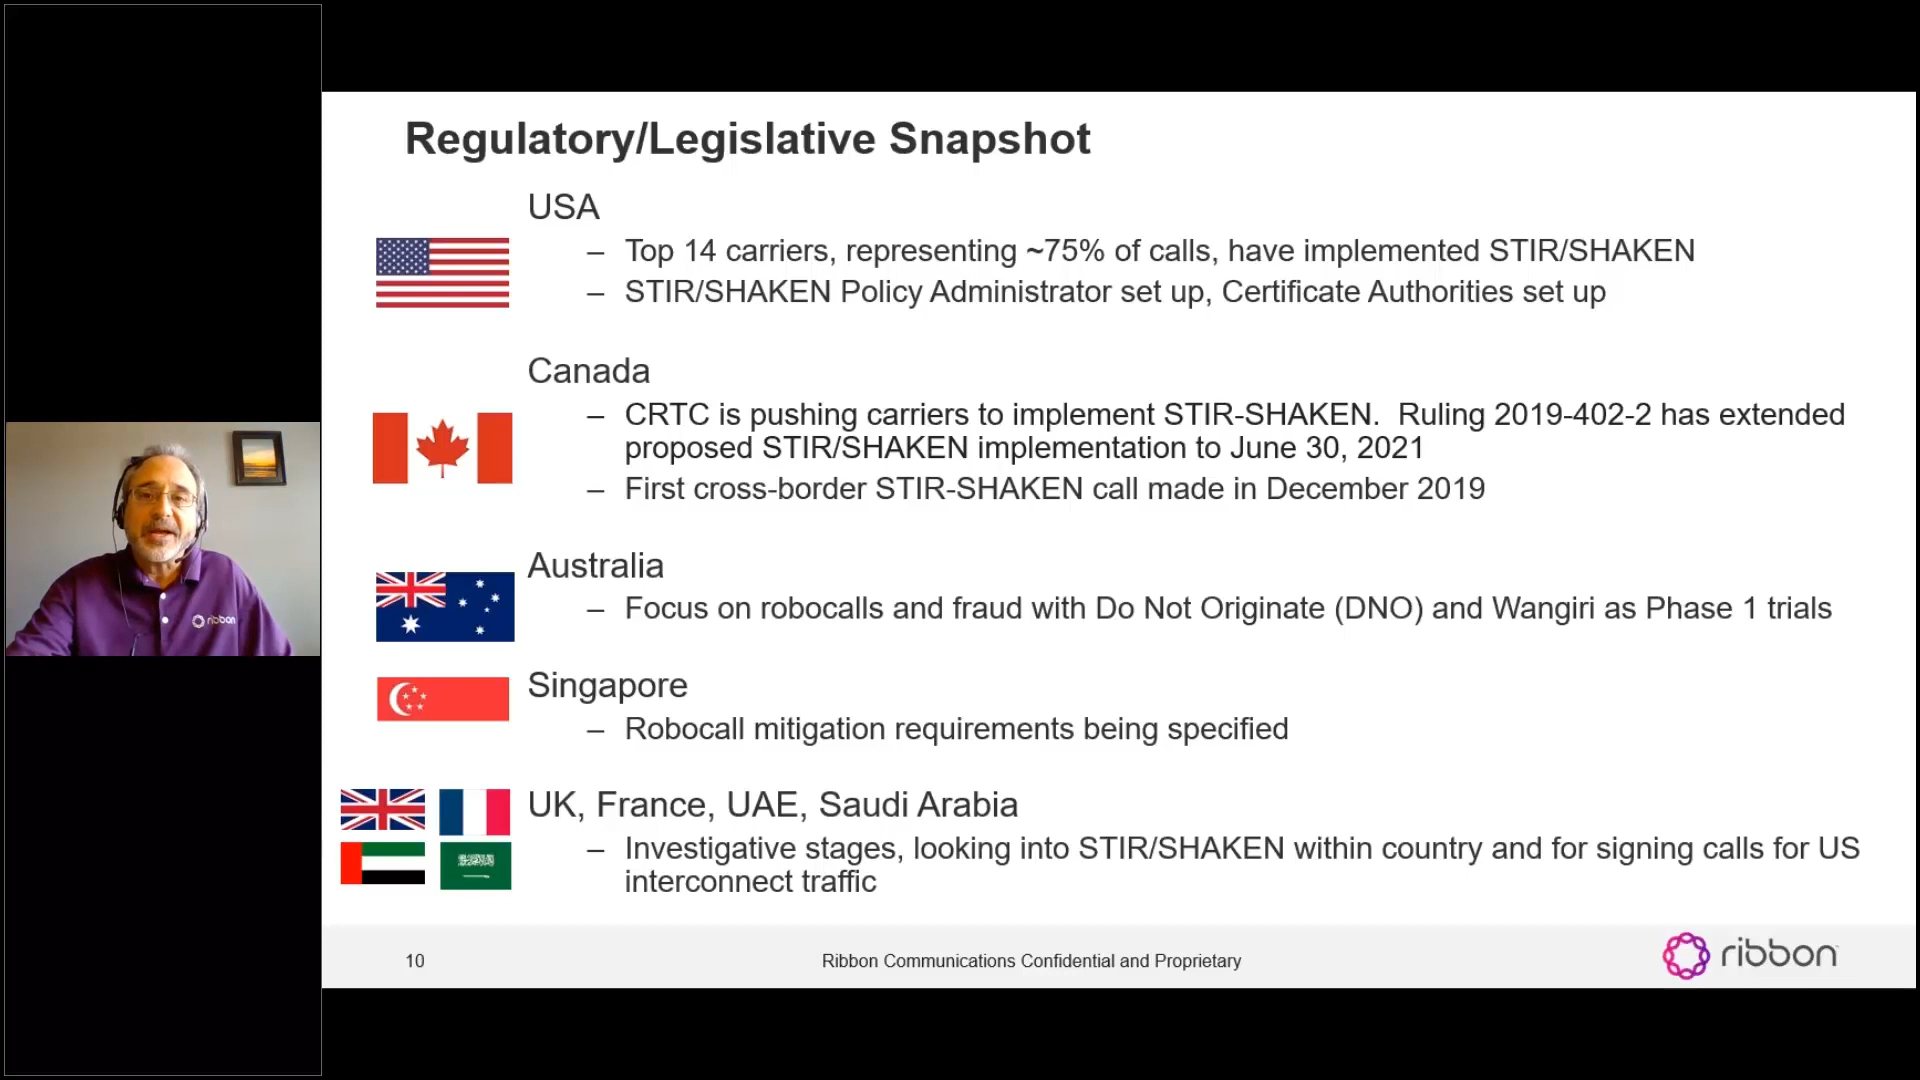 Regulatory/Legislative Snapshot
USA
– Top 14 carriers, representing ~75% of calls, have implemented STIR/SHAKEN
– STIR/SHAKEN Policy Administrator set up, Certificate Authorities set up
Canada
– CRTC is pushing carriers to implement STIR-SHAKEN.  Ruling 2019-402-2 has extended
proposed STIR/SHAKEN implementation to June 30, 2021
– First cross-border STIR-SHAKEN call made in December 2019
Australia
– Focus on robocalls and fraud with Do Not Originate (DNO) and Wangiri as Phase 1 trials
Singapore
– Robocall mitigation requirements being specified
UK, France, UAE, Saudi Arabia
– Investigative stages, looking into STIR/SHAKEN within country and for signing calls for US
interconnect traffic
10
Ribbon Communications Confidential and Proprietary
ribbon
ribbon